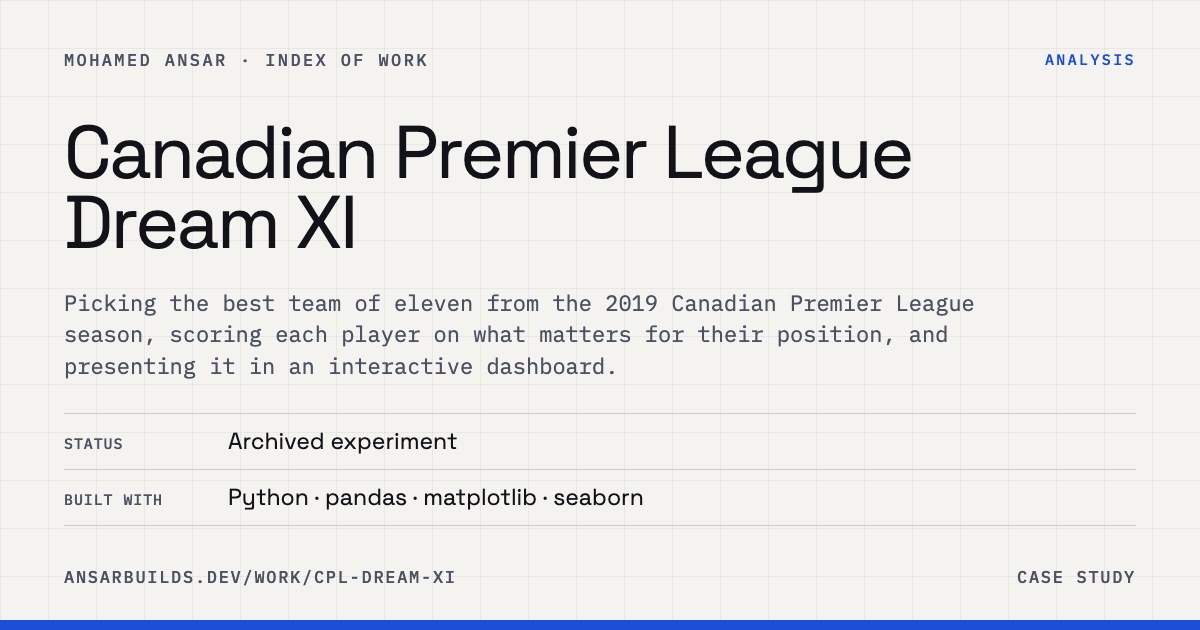 MOHAMED ANSAR · INDEX OF WORK
ANALYSIS
Canadian Premier League
Dream XI
Picking the best team of eleven from the 2019 Canadian Premier League
season, scoring each player on what matters for their position, and
presenting it in an interactive dashboard.
STATUS Archived experiment
BUILT WITH Python · pandas · matplotlib · seaborn
ANSARBUILDS.DEV/WORK/CPL-DREAM-XI
CASE STUDY